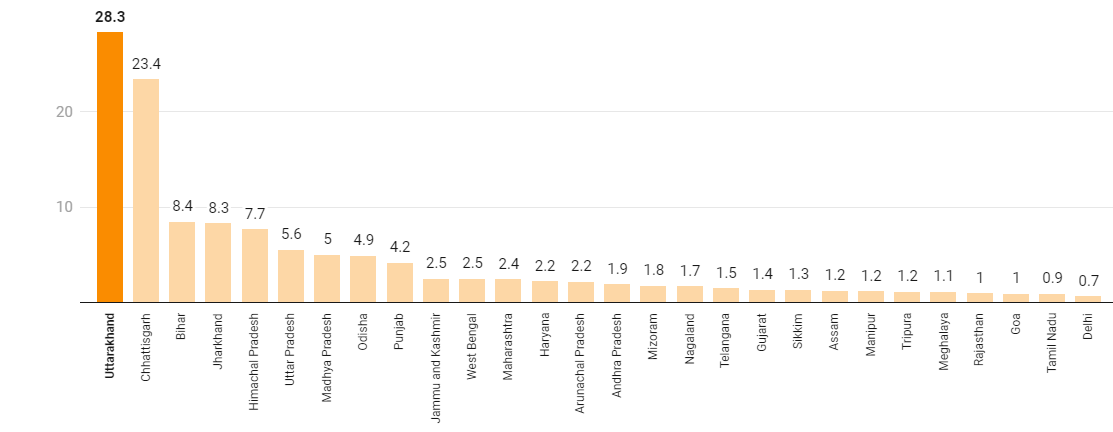 28.3
23.4
20
10
8.4
8.3
7.7
5.6
5
4.9
4.2
2.5
2.5
2.4
2.2
2.2
1.9
1.8
1.7
1.5
1.4
1.3
1.2
1.2
1.2
1.1
1
1
0.9
0.7
Uttarakhand
Chhattisgarh
Bihar
Jharkhand
Himachal Pradesh
Uttar Pradesh
Madhya Pradesh
Odisha
Punjab
Jammu and Kashmir
West Bengal
Maharashtra
Haryana
Arunachal Pradesh
Andhra Pradesh
Mizoram
Nagaland
Telangana
Gujarat
Sikkim
Assam
Manipur
Tripura
Meghalaya
Rajasthan
Goa
Tamil Nadu
Delhi